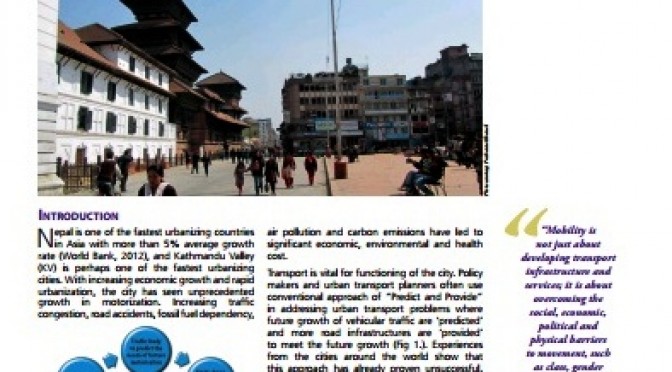 INTRODUCTION
Nepal is one of the fastest urbanizing countries
in Asia with more than 5% average growth
rate (World Bank, 2012), and Kathmandu Valley
(KV) is perhaps one of the fastest urbanizing
cities. With increasing economic growth and rapid
urbanization, the city has seen unprecedented
growth in motorization. Increasing traffic
congestion, road accidents, fossil fuel dependency,
air pollution and carbon emissions have led to
significant economic, environmental and health
cost.
Transport is vital for functioning of the city. Policy
makers and urban transport planners often use
conventional approach of "Predict and Provide"
in addressing urban transport problems where
future growth of vehicular traffic are 'predicted'
and more road infrastructures are 'provided'
to meet the future growth (Fig 1.). Experiences
from the cities around the world show that
this approach has already proven unsuccessful.
"Mobility is
not just about
developing transport
infrastructure and
services; it is about
overcoming the
social, economic,
political and
physical barriers
to movement, such
as class, gender